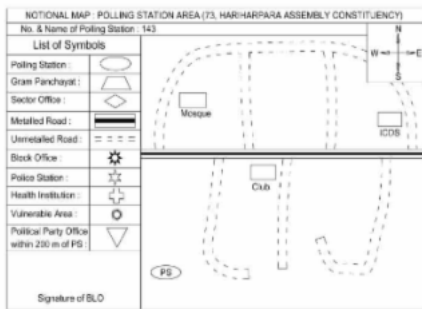 NOTIONAL MAP : POLLING STATION AREA (73, HARIHARPARA ASSEMBLY CONSTITUENCY)
No. & Name of Polling Station : 143
List of Symbols
Polling Station :
Gram Panchayat :
Sector Office :
Metalled Road :
Unmetalled Road :
Block Office :
Police Station :
Health Institution :
Vulnerable Area :
Political Party Office
within 200 m of PS :
Signature of BLO
N
W
E
S
Mosque
ICDS
Club
PS